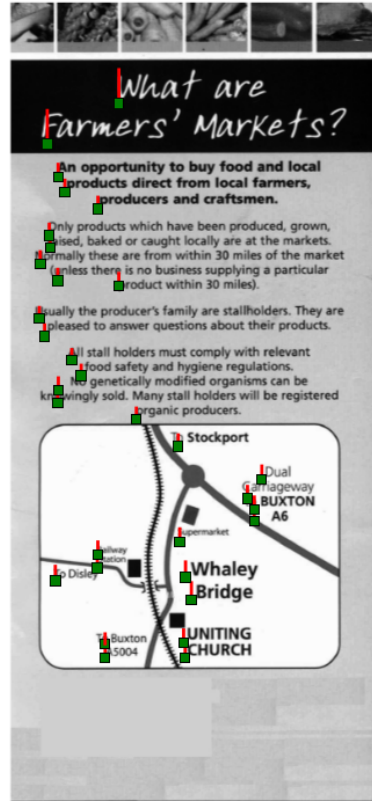 What are
Farmers' Markets?
An opportunity to buy food and local
products direct from local farmers,
producers and craftsmen.
Only products which have been produced, grown,
raised, baked or caught locally are at the markets.
Normally these are from within 30 miles of the market
(unless there is no business supplying a particular
product within 30 miles).
Usually the producer's family are stallholders. They are
pleased to answer questions about their products.
All stall holders must comply with relevant
food safety and hygiene regulations.
No genetically modified organisms can be
knowingly sold. Many stall holders will be registered
organic producers.
To Stockport
Dual
Carriageway
BUXTON
A6
Supermarket
Railway
Station
Whaley
Bridge
To Disley
UNITING
CHURCH
To Buxton
A5004